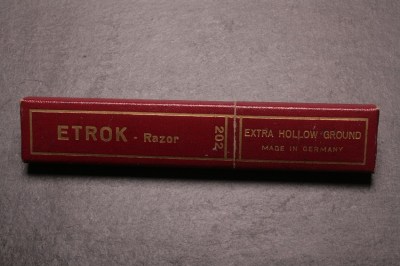 ETROK - Razor
202
EXTRA HOLLOW GROUND
MADE IN GERMANY